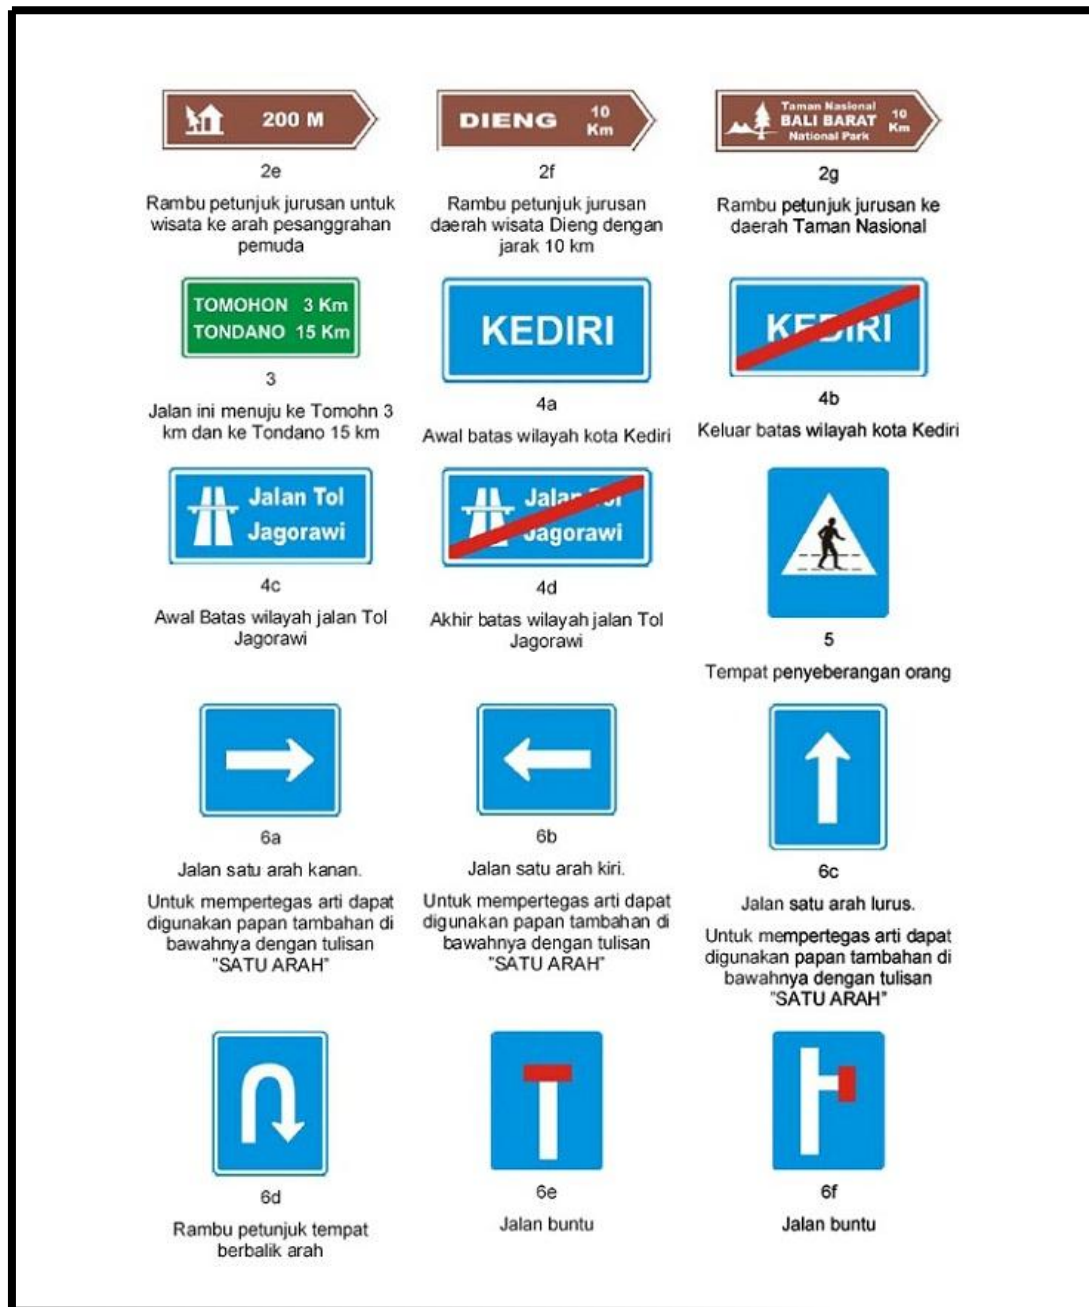 200 M
DIENG 10 Km
Taman Nasional
BALI BARAT
National Park
10 Km
2e
2f
2g
Rambu petunjuk jurusan untuk
wisata ke arah pesanggrahan
pemuda
Rambu petunjuk jurusan
daerah wisata Dieng dengan
jarak 10 km
Rambu petunjuk jurusan ke
daerah Taman Nasional
TOMOHON 3 Km
TONDANO 15 Km
KEDIRI
KEDIRI
3
4a
4b
Jalan ini menuju ke Tomohn 3
km dan ke Tondano 15 km
Awal batas wilayah kota Kediri
Keluar batas wilayah kota Kediri
Jalan Tol
Jagorawi
Jalan Tol
Jagorawi
4c
4d
5
Awal Batas wilayah jalan Tol
Jagorawi
Akhir batas wilayah jalan Tol
Jagorawi
Tempat penyeberangan orang
6a
6b
6c
Jalan satu arah kanan.
Untuk mempertegas arti dapat
digunakan papan tambahan di
bawahnya dengan tulisan
"SATU ARAH"
Jalan satu arah kiri.
Untuk mempertegas arti dapat
digunakan papan tambahan di
bawahnya dengan tulisan
"SATU ARAH"
Jalan satu arah lurus.
Untuk mempertegas arti dapat
digunakan papan tambahan di
bawahnya dengan tulisan
"SATU ARAH"
6d
6e
6f
Rambu petunjuk tempat
berbalik arah
Jalan buntu
Jalan buntu